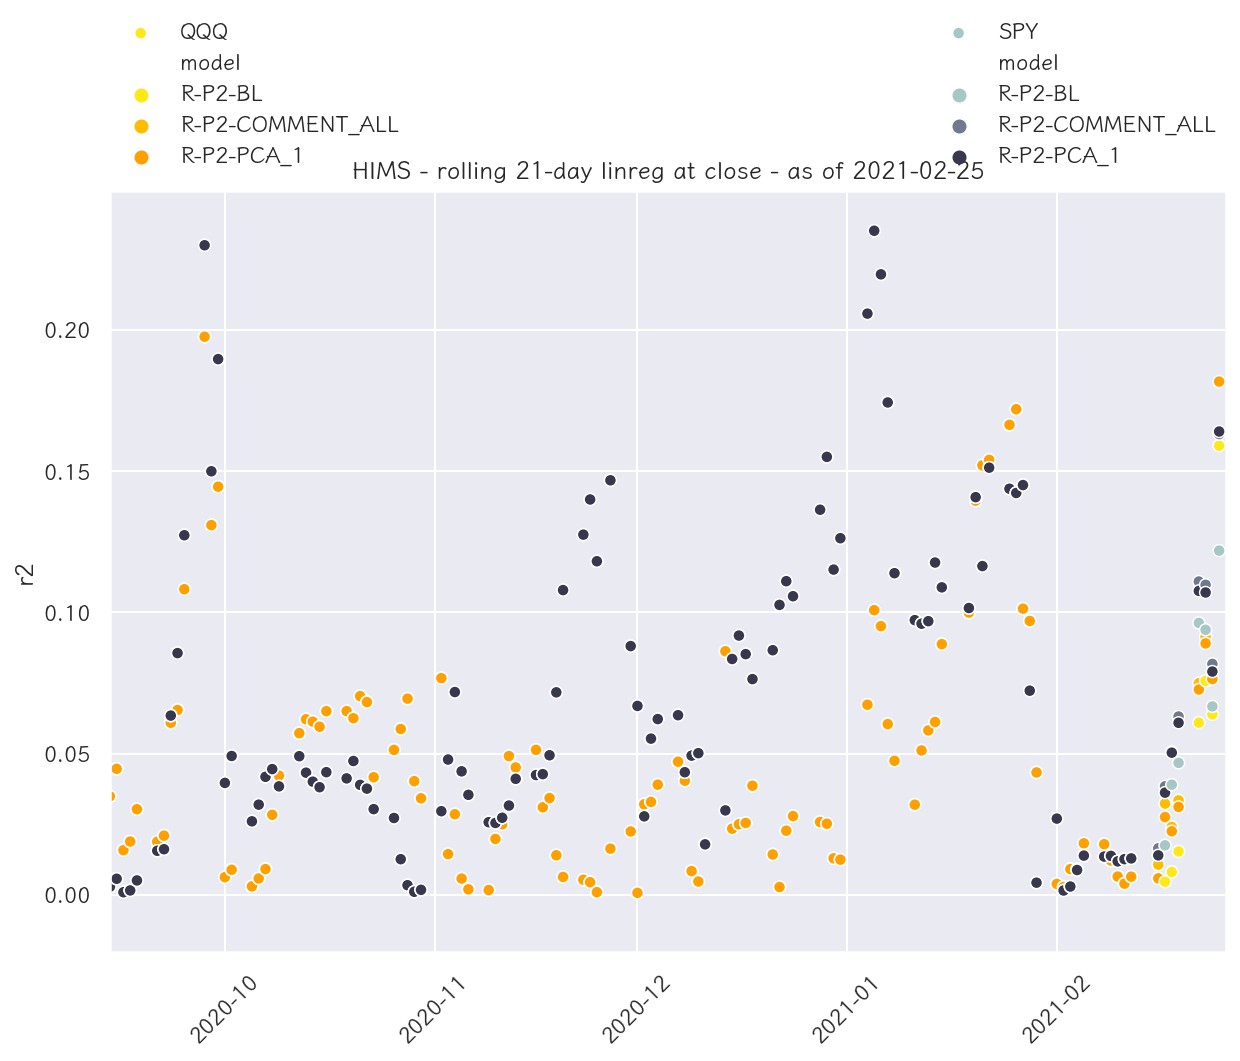 QQQ
model
R-P2-BL
R-P2-COMMENT_ALL
R-P2-PCA_1
SPY
model
R-P2-BL
R-P2-COMMENT_ALL
R-P2-PCA_1
HIMS - rolling 21-day linreg at close - as of 2021-02-25
r2
0.20
0.15
0.10
0.05
0.00
2020-10
2020-11
2020-12
2021-01
2021-02